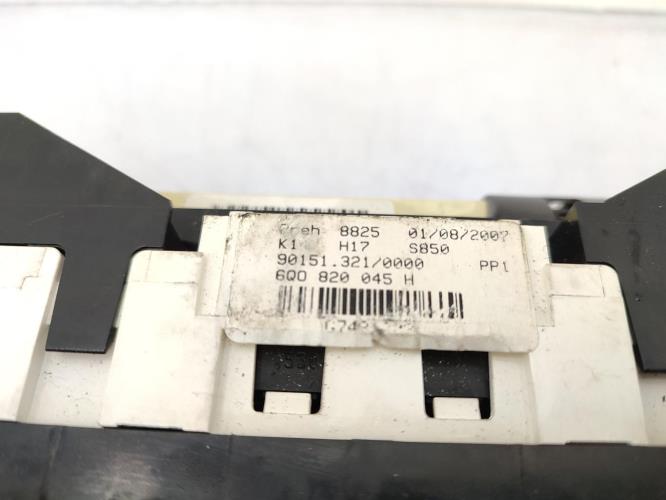 Preh 8825 01/08/2007
K1 H17 S850
90151.321/0000 PP1
6Q0 820 045 H